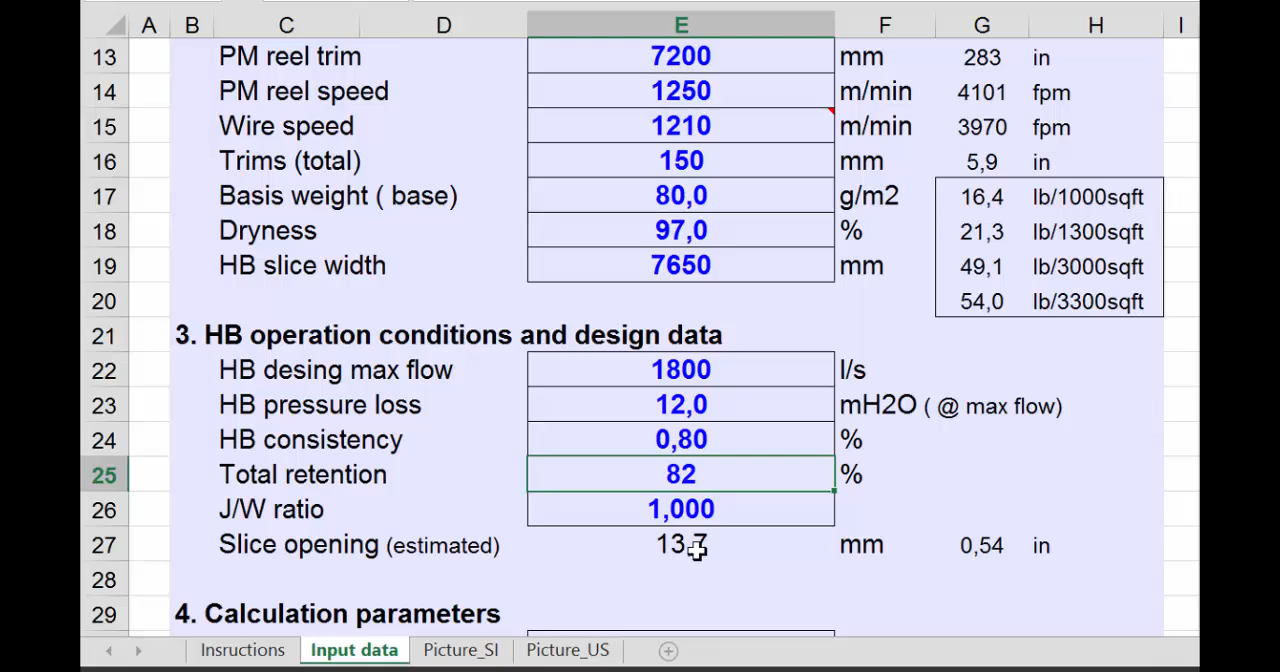 A B C D E F G H I
13 PM reel trim 7200 mm 283 in
14 PM reel speed 1250 m/min 4101 fpm
15 Wire speed 1210 m/min 3970 fpm
16 Trims (total) 150 mm 5,9 in
17 Basis weight ( base) 80,0 g/m2 16,4 lb/1000sqft
18 Dryness 97,0 % 21,3 lb/1300sqft
19 HB slice width 7650 mm 49,1 lb/3000sqft
20 54,0 lb/3300sqft
21 3. HB operation conditions and design data
22 HB desing max flow 1800 l/s
23 HB pressure loss 12,0 mH2O ( @ max flow)
24 HB consistency 0,80 %
25 Total retention 82 %
26 J/W ratio 1,000
27 Slice opening (estimated) 13,7 mm 0,54 in
28
29 4. Calculation parameters
Insructions Input data Picture_SI Picture_US